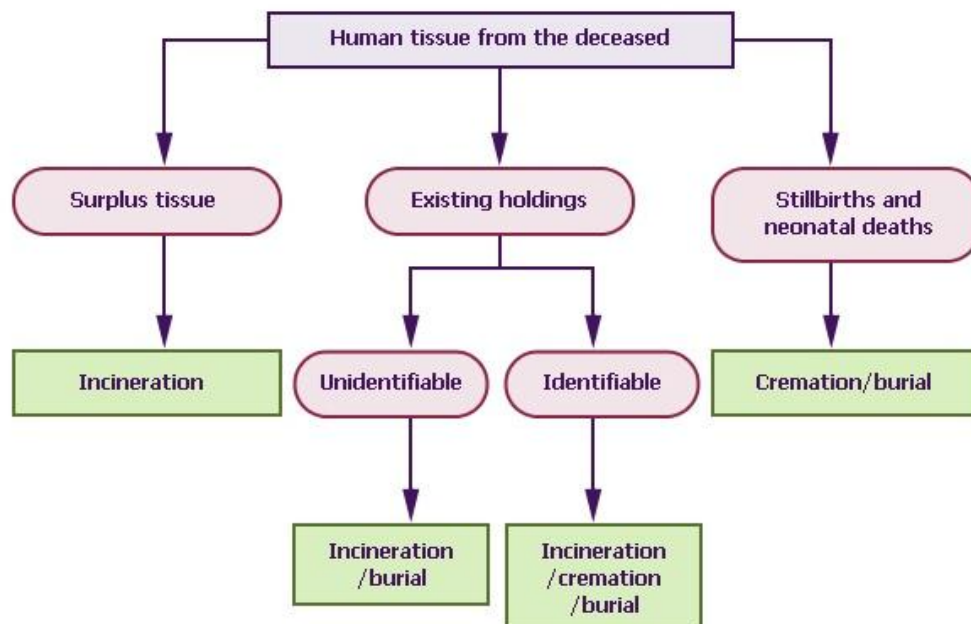 Human tissue from the deceased
Surplus tissue
Existing holdings
Stillbirths and
neonatal deaths
Incineration
Unidentifiable
Identifiable
Cremation/burial
Incineration
/burial
Incineration
/cremation
/burial